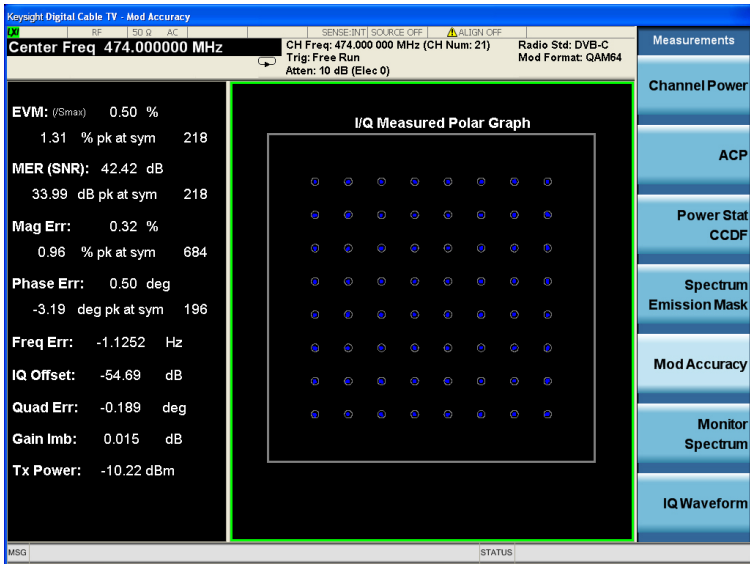 Keysight Digital Cable TV - Mod Accuracy
LXI RF 50 Ω AC SENSE:INT SOURCE OFF ALIGN OFF
Center Freq 474.000000 MHz
CH Freq: 474.000 000 MHz (CH Num: 21) Radio Std: DVB-C
Trig: Free Run Mod Format: QAM64
Atten: 10 dB (Elec 0)
EVM: (/Smax) 0.50 %
1.31 % pk at sym 218
MER (SNR): 42.42 dB
33.99 dB pk at sym 218
Mag Err: 0.32 %
0.96 % pk at sym 684
Phase Err: 0.50 deg
-3.19 deg pk at sym 196
Freq Err: -1.1252 Hz
IQ Offset: -54.69 dB
Quad Err: -0.189 deg
Gain Imb: 0.015 dB
Tx Power: -10.22 dBm
I/Q Measured Polar Graph
Measurements
Channel Power
ACP
Power Stat
CCDF
Spectrum
Emission Mask
Mod Accuracy
Monitor
Spectrum
IQ Waveform
MSG STATUS